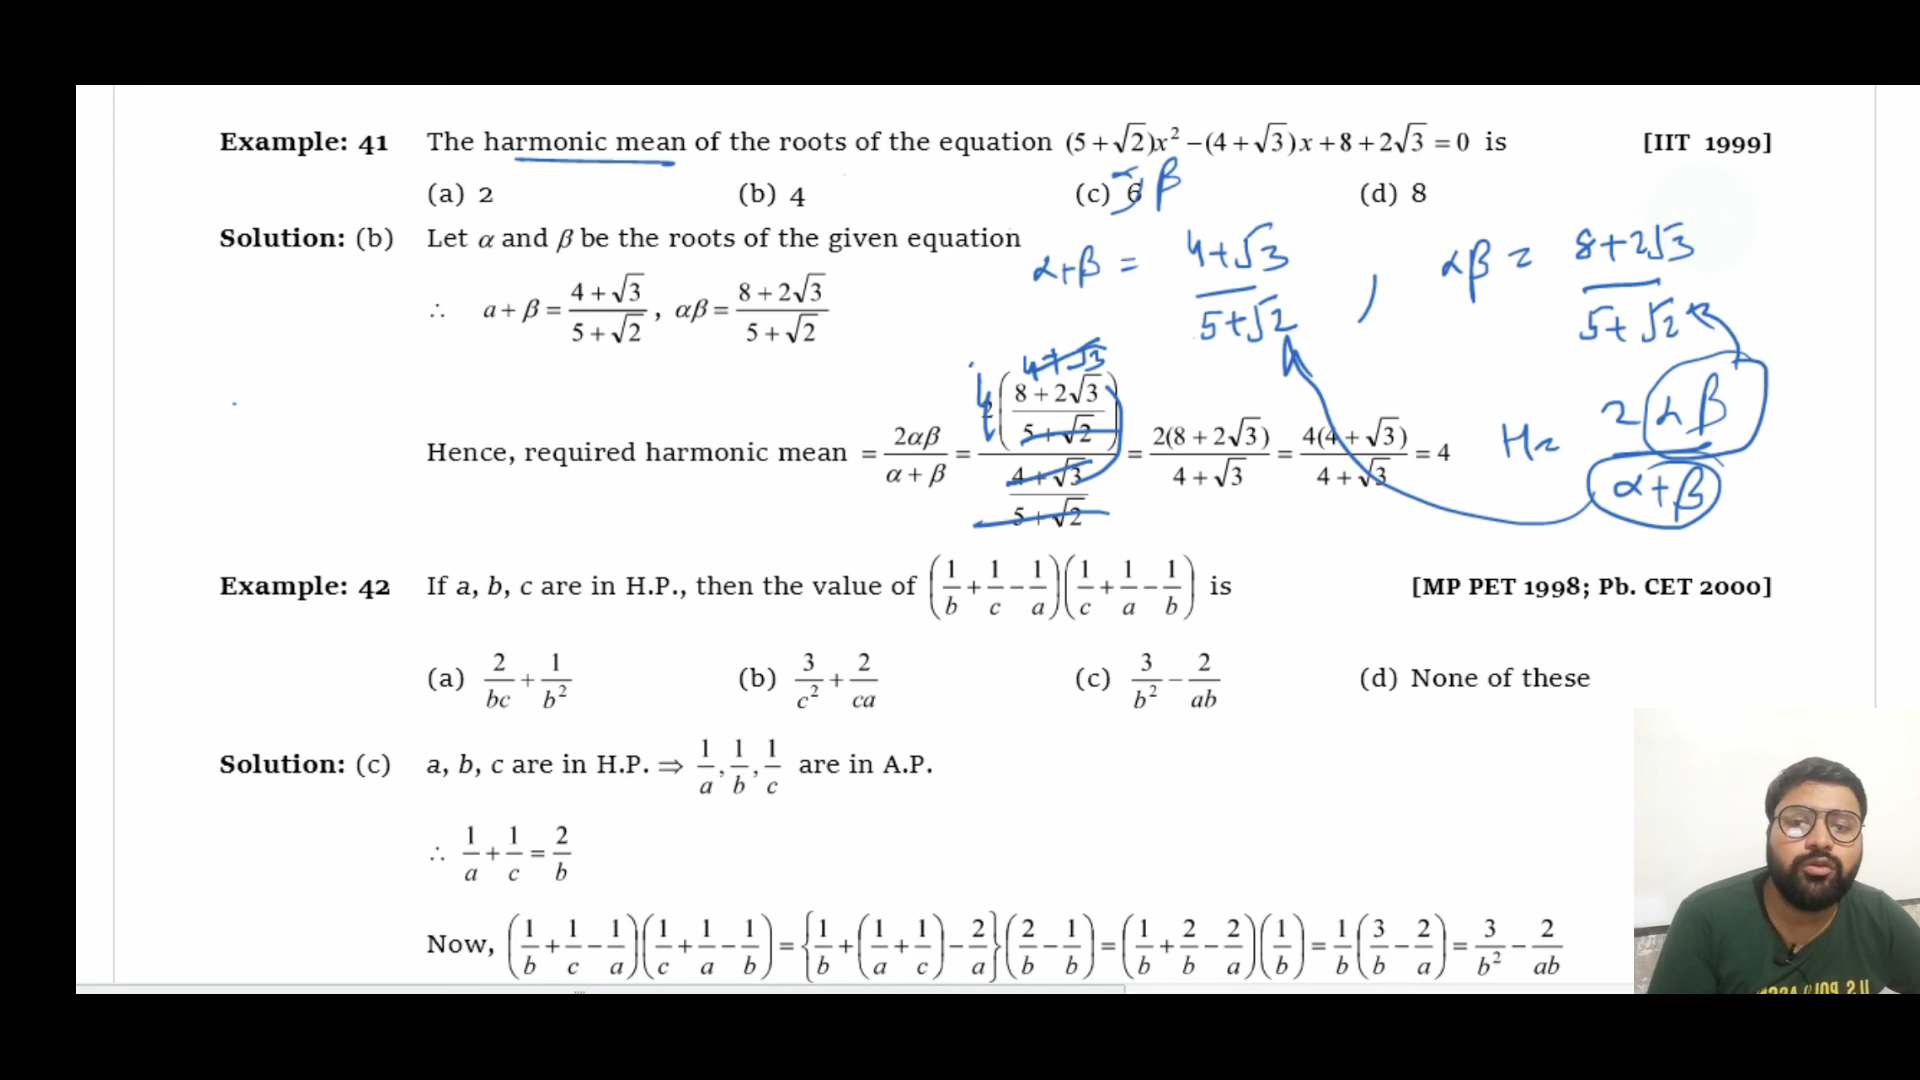 Example: 41 The harmonic mean of the roots of the equation (5+√2)x² −(4+√3)x+8+2√3 = 0 is [IIT 1999]
α, β
(a) 2 (b) 4 (c) 6 (d) 8
Solution: (b) Let α and β be the roots of the given equation
α+β = 4+√3 / 5+√2 , αβ = 8+2√3 / 5+√2
∴ a+β = 4+√3 / 5+√2 , αβ = 8+2√3 / 5+√2
4+√3
Hence, required harmonic mean = 2αβ / α+β = 2(8+2√3 / 5+√2) / (4+√3 / 5+√2) = 2(8+2√3) / 4+√3 = 4(4+√3) / 4+√3 = 4
H = 2αβ / α+β
Example: 42 If a, b, c are in H.P., then the value of (1/b + 1/c − 1/a)(1/c + 1/a − 1/b) is [MP PET 1998; Pb. CET 2000]
(a) 2/bc + 1/b² (b) 3/c² + 2/ca (c) 3/b² − 2/ab (d) None of these
Solution: (c) a, b, c are in H.P. ⇒ 1/a, 1/b, 1/c are in A.P.
∴ 1/a + 1/c = 2/b
Now, (1/b + 1/c − 1/a)(1/c + 1/a − 1/b) = {1/b + (1/a + 1/c) − 2/a}(2/b − 1/b) = (1/b + 2/b − 2/a)(1/b) = 1/b(3/b − 2/a) = 3/b² − 2/ab